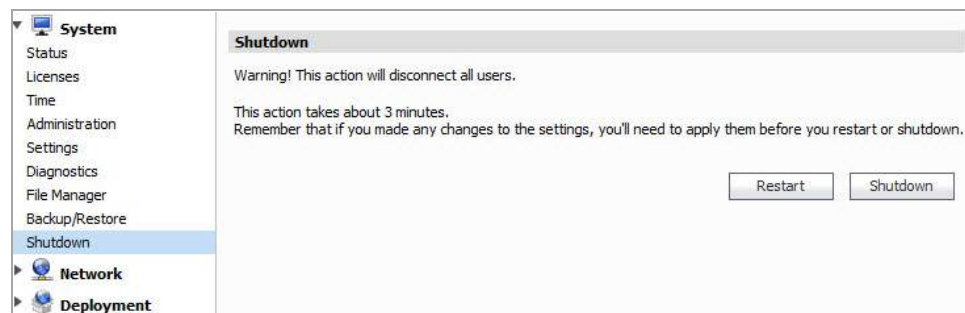 System
Status
Licenses
Time
Administration
Settings
Diagnostics
File Manager
Backup/Restore
Shutdown
Network
Deployment
Shutdown
Warning! This action will disconnect all users.
This action takes about 3 minutes.
Remember that if you made any changes to the settings, you'll need to apply them before you restart or shutdown.
Restart
Shutdown